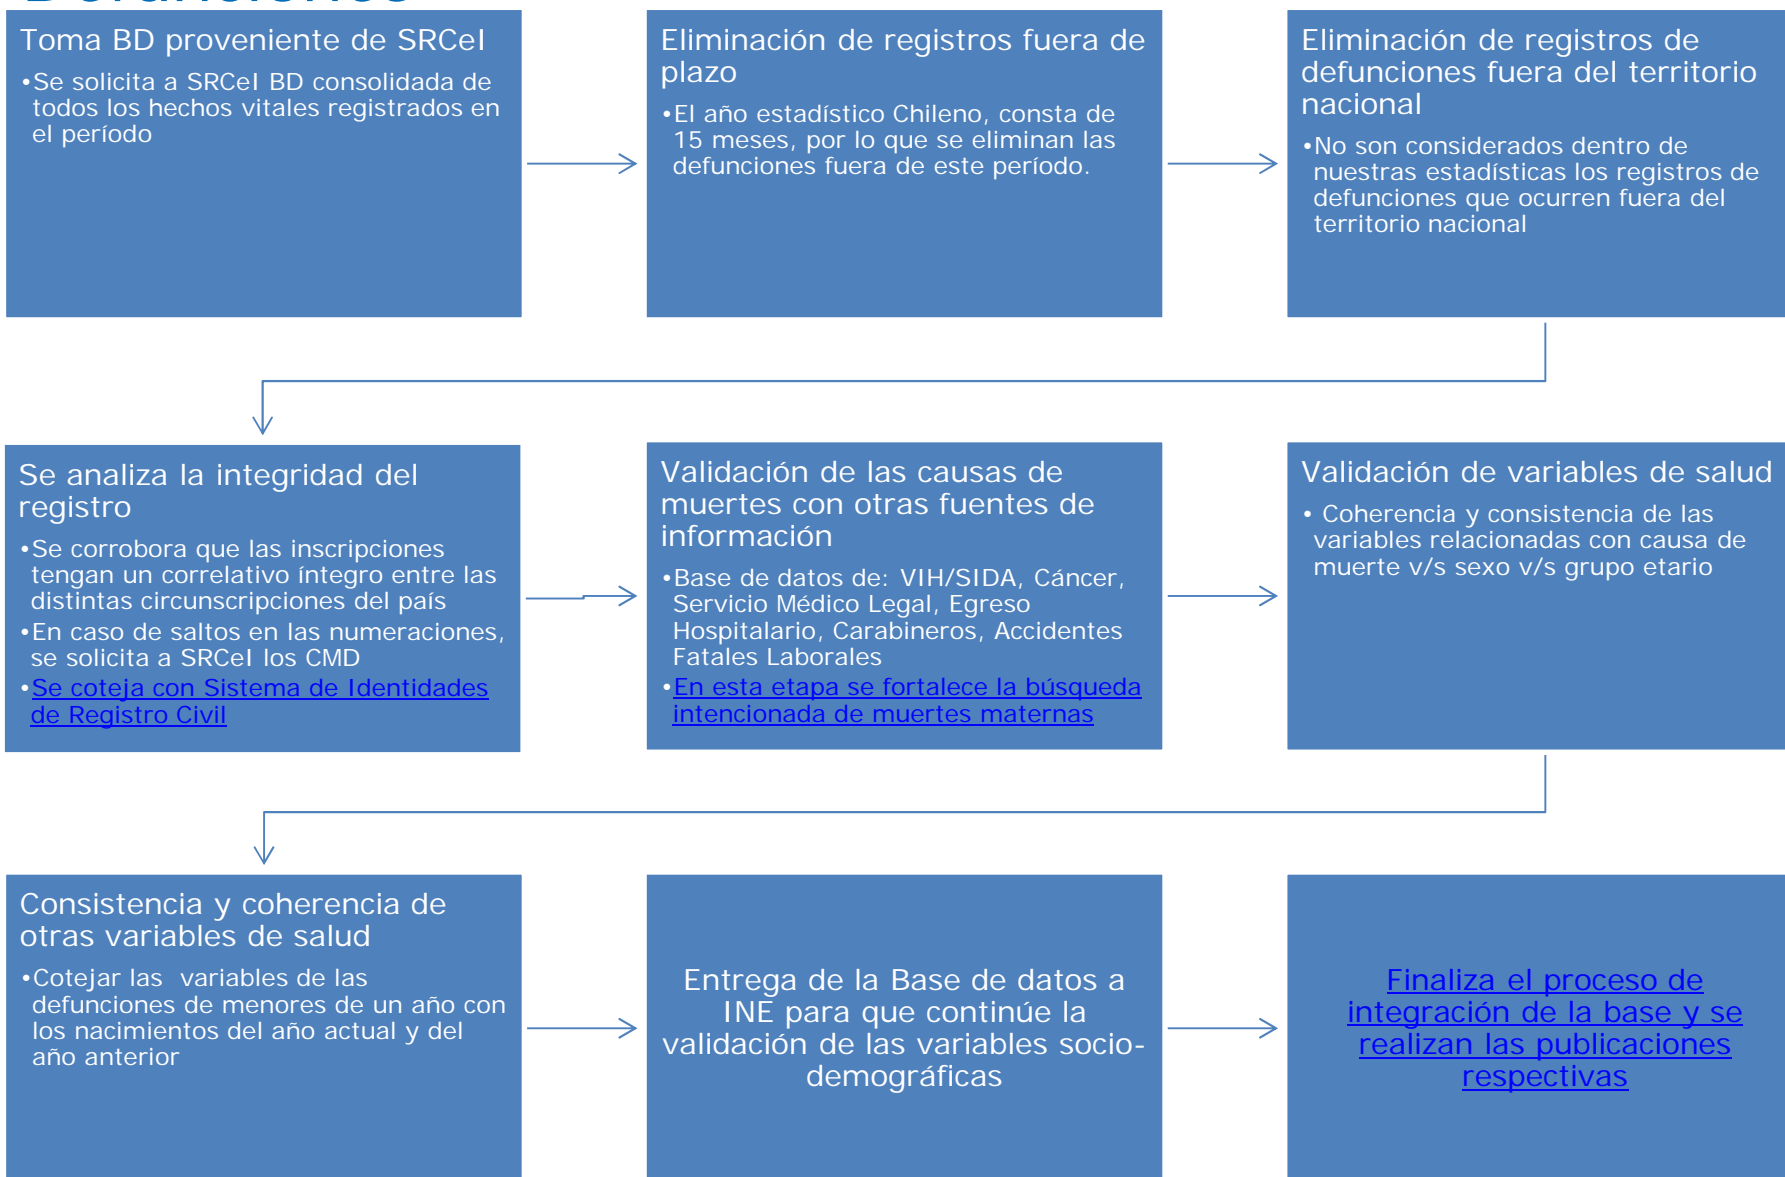 Defunciones
Toma BD proveniente de SRCeI
•Se solicita a SRCeI BD consolidada de
todos los hechos vitales registrados en
el período
Eliminación de registros fuera de
plazo
•El año estadístico Chileno, consta de
15 meses, por lo que se eliminan las
defunciones fuera de este período.
Eliminación de registros de
defunciones fuera del territorio
nacional
•No son considerados dentro de
nuestras estadísticas los registros de
defunciones que ocurren fuera del
territorio nacional
Se analiza la integridad del
registro
•Se corrobora que las inscripciones
tengan un correlativo íntegro entre las
distintas circunscripciones del país
•En caso de saltos en las numeraciones,
se solicita a SRCeI los CMD
•Se coteja con Sistema de Identidades
de Registro Civil
Validación de las causas de
muertes con otras fuentes de
información
•Base de datos de: VIH/SIDA, Cáncer,
Servicio Médico Legal, Egreso
Hospitalario, Carabineros, Accidentes
Fatales Laborales
•En esta etapa se fortalece la búsqueda
intencionada de muertes maternas
Validación de variables de salud
• Coherencia y consistencia de las
variables relacionadas con causa de
muerte v/s sexo v/s grupo etario
Consistencia y coherencia de
otras variables de salud
•Cotejar las variables de las
defunciones de menores de un año con
los nacimientos del año actual y del
año anterior
Entrega de la Base de datos a
INE para que continúe la
validación de las variables socio-
demográficas
Finaliza el proceso de
integración de la base y se
realizan las publicaciones
respectivas